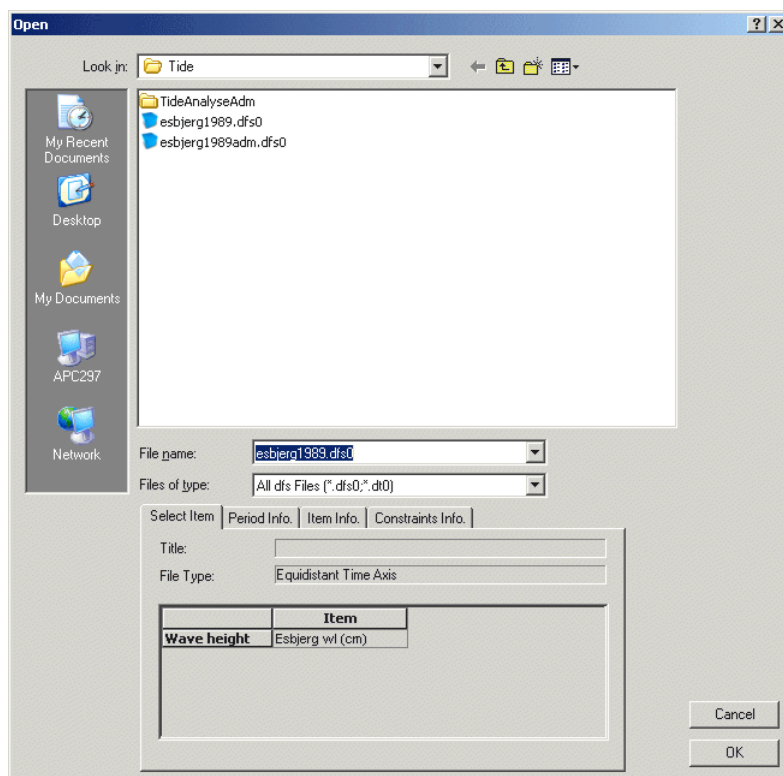 Open
Look in:
Tide
My Recent
Documents
Desktop
My Documents
APC297
Network
TideAnalyseAdm
esbjerg1989.dfs0
esbjerg1989adm.dfs0
File name:
esbjerg1989.dfs0
Files of type:
All dfs Files (*.dfs0;*.dt0)
Select Item
Period Info.
Item Info.
Constraints Info.
Title:
File Type:
Equidistant Time Axis
Item
Wave height
Esbjerg wl (cm)
Cancel
OK